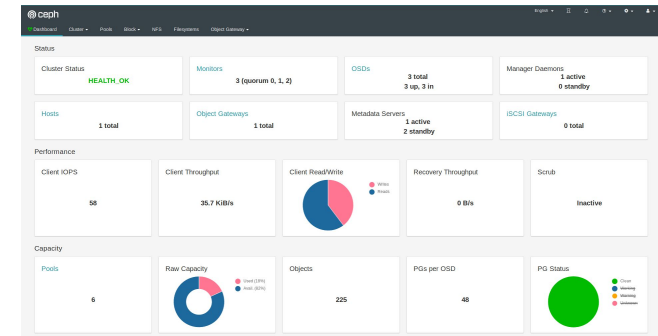 ceph
English
Dashboard Cluster Pools Block NFS Filesystems Object Gateway
Status
Cluster Status
HEALTH_OK
Monitors
3 (quorum 0, 1, 2)
OSDs
3 total
3 up, 3 in
Manager Daemons
1 active
0 standby
Hosts
1 total
Object Gateways
1 total
Metadata Servers
1 active
2 standby
iSCSI Gateways
0 total
Performance
Client IOPS
58
Client Throughput
35.7 KiB/s
Client Read/Write
Writes
Reads
Recovery Throughput
0 B/s
Scrub
Inactive
Capacity
Pools
6
Raw Capacity
Objects
225
PGs per OSD
48
PG Status
Clean
Working
Warning
Unknown